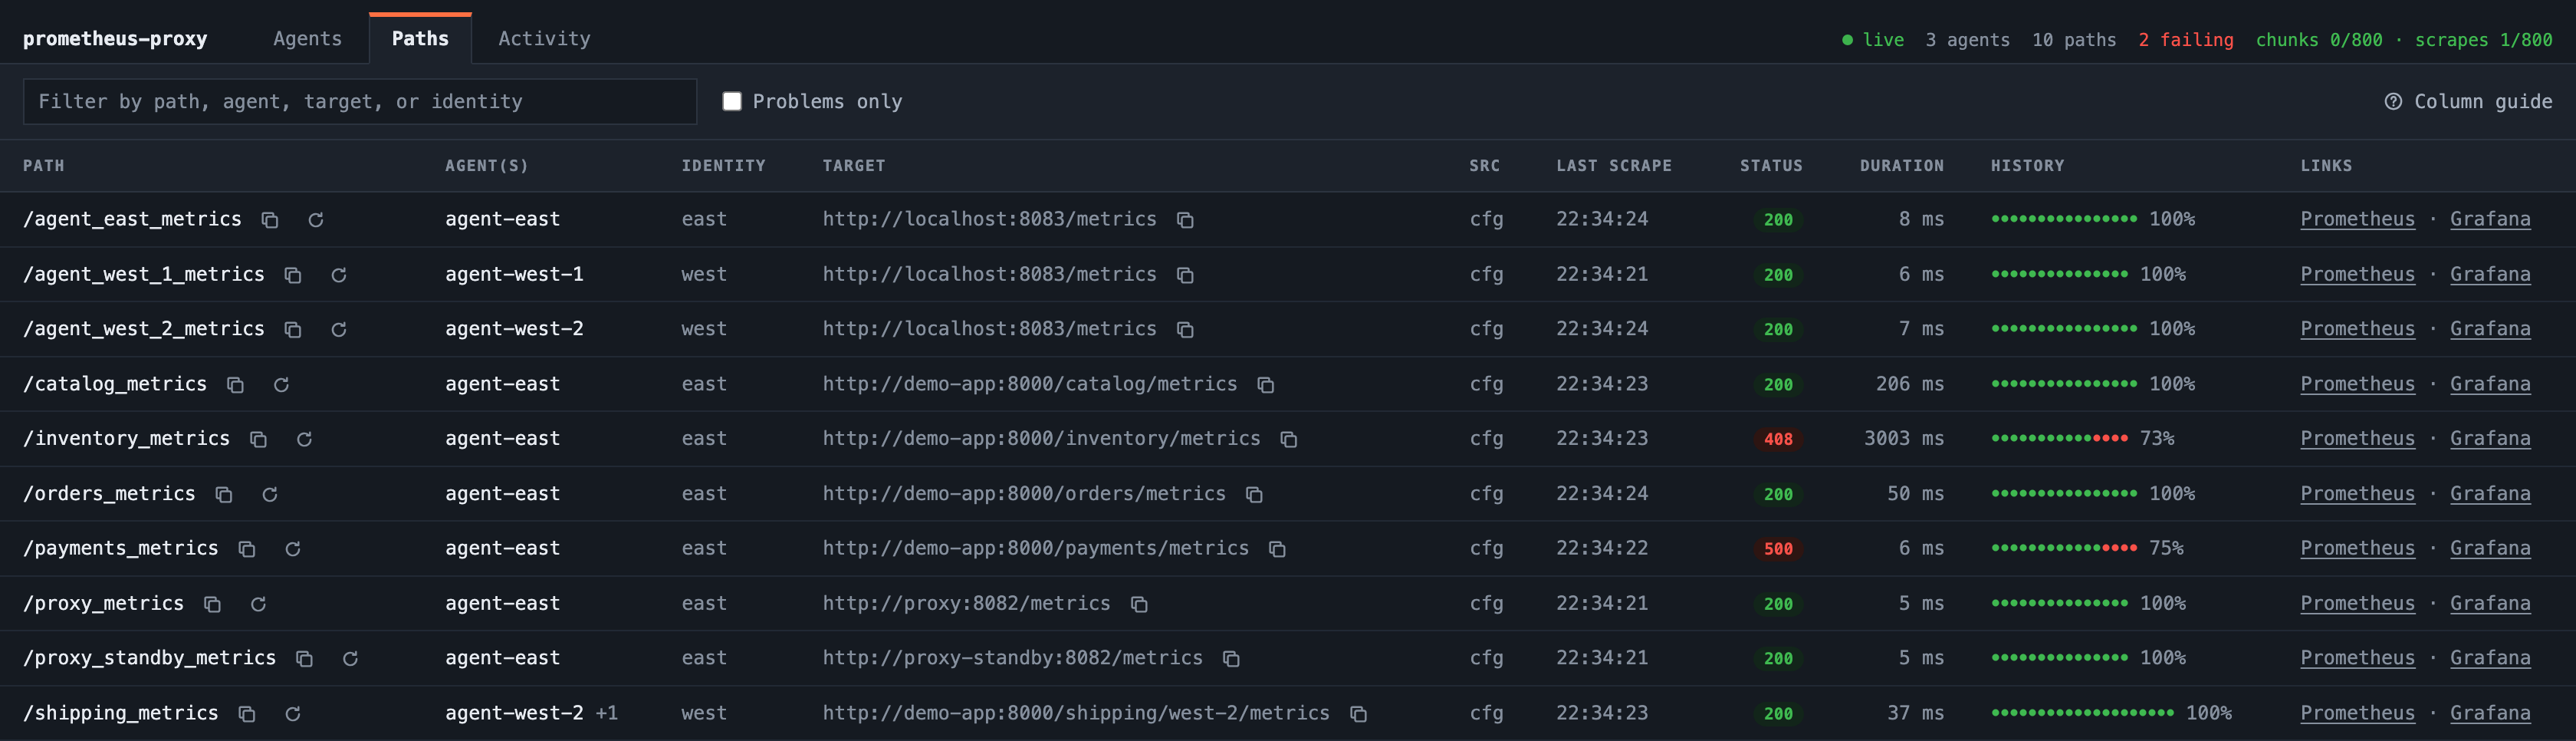 prometheus-proxy Agents Paths Activity live 3 agents 10 paths 2 failing chunks 0/800 · scrapes 1/800
Filter by path, agent, target, or identity Problems only Column guide
PATH AGENT(S) IDENTITY TARGET SRC LAST SCRAPE STATUS DURATION HISTORY LINKS
/agent_east_metrics agent-east east http://localhost:8083/metrics cfg 22:34:24 200 8 ms 100% Prometheus · Grafana
/agent_west_1_metrics agent-west-1 west http://localhost:8083/metrics cfg 22:34:21 200 6 ms 100% Prometheus · Grafana
/agent_west_2_metrics agent-west-2 west http://localhost:8083/metrics cfg 22:34:24 200 7 ms 100% Prometheus · Grafana
/catalog_metrics agent-east east http://demo-app:8000/catalog/metrics cfg 22:34:23 200 206 ms 100% Prometheus · Grafana
/inventory_metrics agent-east east http://demo-app:8000/inventory/metrics cfg 22:34:23 408 3003 ms 73% Prometheus · Grafana
/orders_metrics agent-east east http://demo-app:8000/orders/metrics cfg 22:34:24 200 50 ms 100% Prometheus · Grafana
/payments_metrics agent-east east http://demo-app:8000/payments/metrics cfg 22:34:22 500 6 ms 75% Prometheus · Grafana
/proxy_metrics agent-east east http://proxy:8082/metrics cfg 22:34:21 200 5 ms 100% Prometheus · Grafana
/proxy_standby_metrics agent-east east http://proxy-standby:8082/metrics cfg 22:34:21 200 5 ms 100% Prometheus · Grafana
/shipping_metrics agent-west-2 +1 west http://demo-app:8000/shipping/west-2/metrics cfg 22:34:23 200 37 ms 100% Prometheus · Grafana